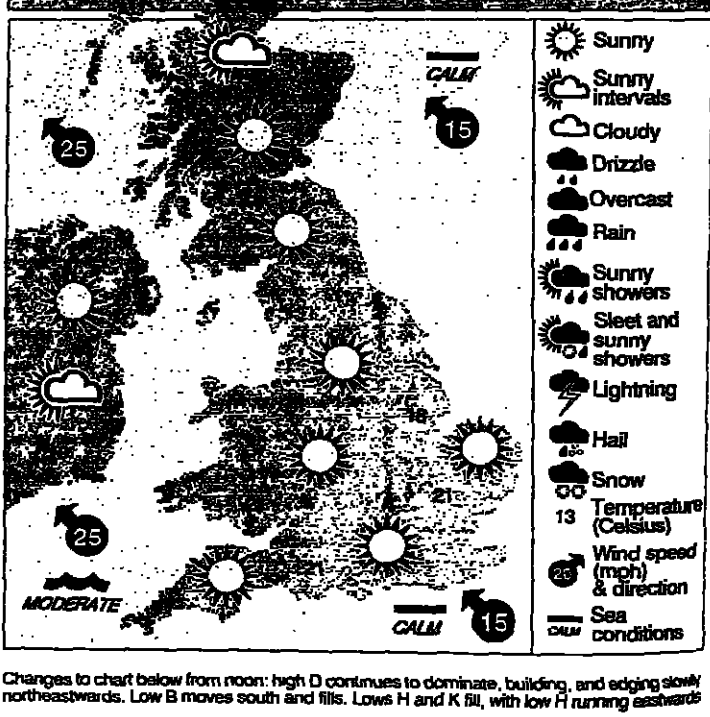 CALM
15
25
18
21
25
MODERATE
CALM
15
Sunny
Sunny
intervals
Cloudy
Drizzle
Overcast
Rain
Sunny
showers
Sleet and
sunny
showers
Lightning
Hail
Snow
13 Temperature
(Celsius)
25 Wind speed
(mph)
& direction
CALM Sea
conditions
Changes to chart below from noon: high D continues to dominate, building, and edging slowly
northeastwards. Low B moves south and fills. Lows H and K fill, with low H running eastwards